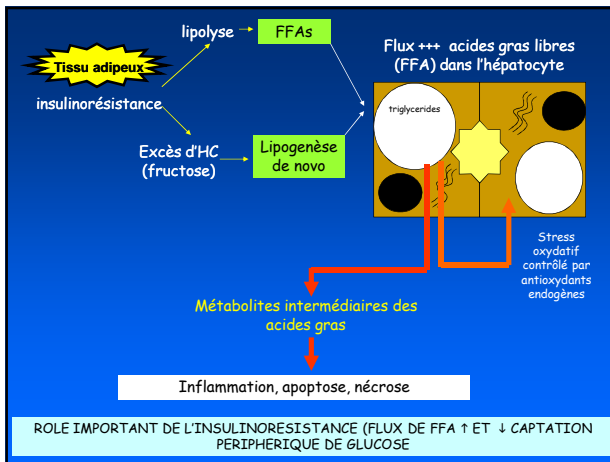 lipolyse
FFAs
Tissu adipeux
insulinorésistance
Excès d'HC
(fructose)
Lipogenèse
de novo
Flux +++ acides gras libres
(FFA) dans l'hépatocyte
triglycerides
Stress
oxydatif
contrôlé par
antioxydants
endogènes
Métabolites intermédiaires des
acides gras
Inflammation, apoptose, nécrose
ROLE IMPORTANT DE L'INSULINORESISTANCE (FLUX DE FFA ↑ ET ↓ CAPTATION
PERIPHERIQUE DE GLUCOSE